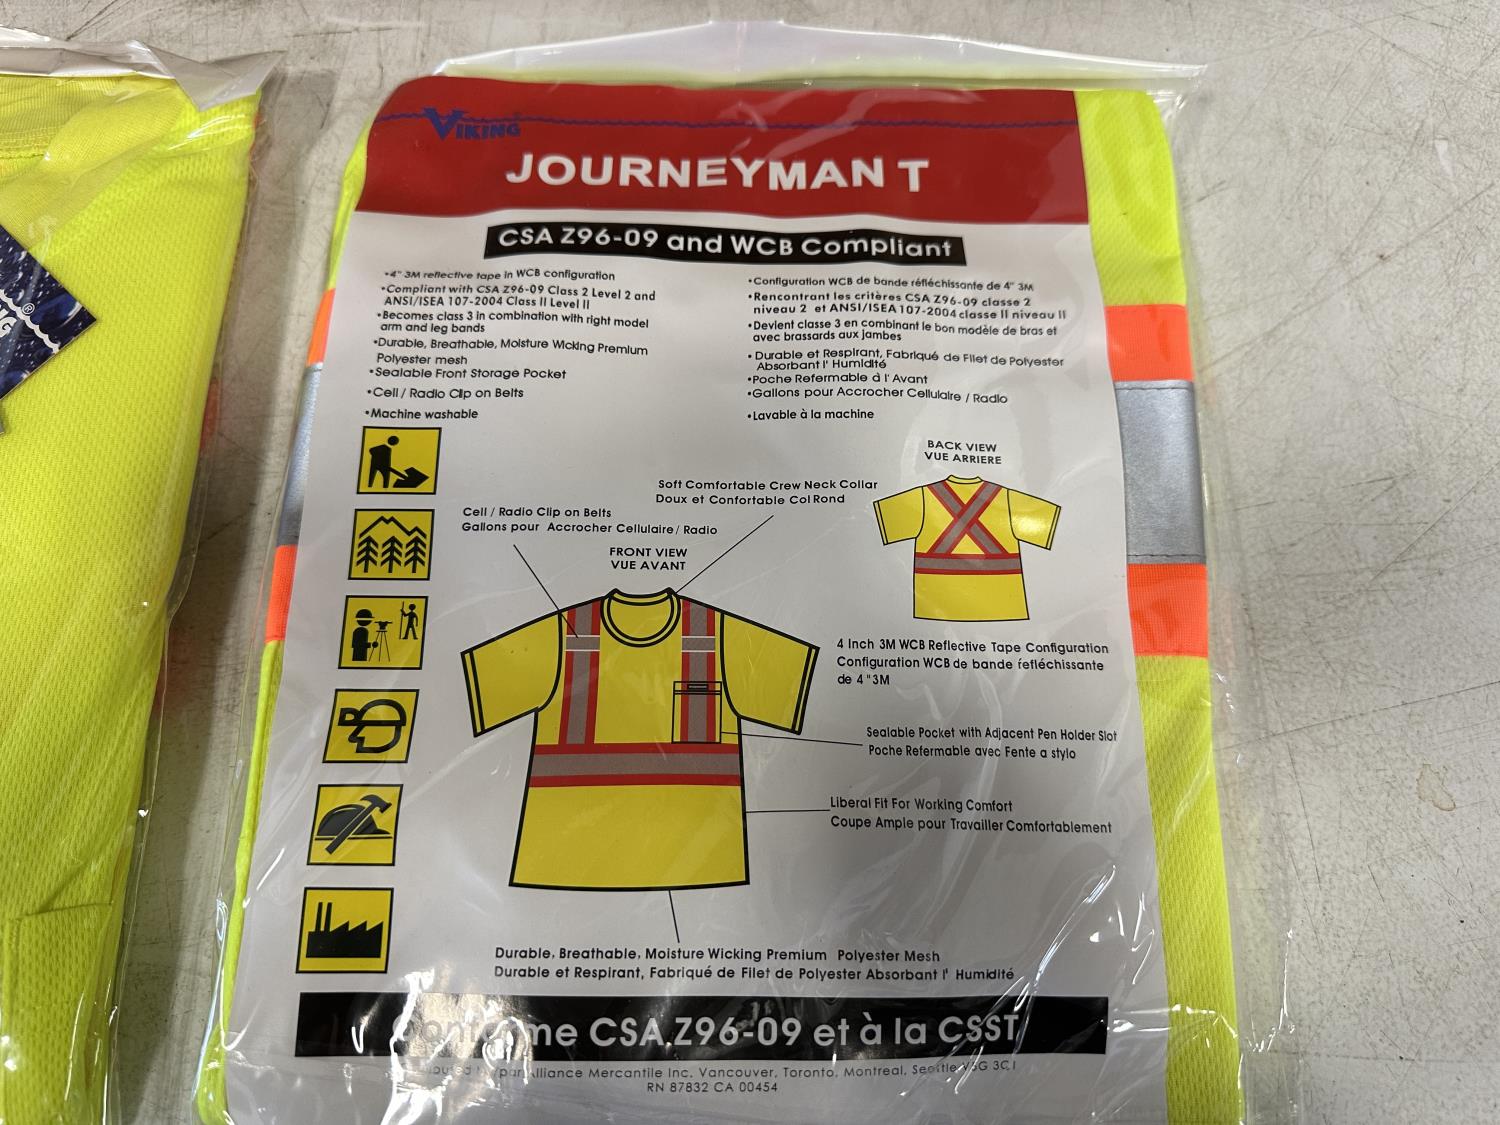 VIKING®
JOURNEYMAN T
CSA Z96-09 and WCB Compliant
•4" 3M reflective tape in WCB configuration
•Compliant with CSA Z96-09 Class 2 Level 2 and
ANSI/ISEA 107-2004 Class II Level II
•Becomes class 3 in combination with right model
arm and leg bands
•Durable, Breathable, Moisture Wicking Premium
Polyester mesh
•Sealable Front Storage Pocket
•Cell / Radio Clip on Belts
•Machine washable
•Configuration WCB de bande réfléchissante de 4" 3M
•Rencontrant les critères CSA Z96-09 classe 2
niveau 2 et ANSI/ISEA 107-2004 classe II niveau II
•Devient classe 3 en combinant le bon modèle de bras et
avec brassards aux jambes
• Durable et Respirant, Fabriqué de Filet de Polyester
Absorbant l' Humidité
•Poche Refermable à l' Avant
•Gallons pour Accrocher Cellulaire / Radio
•Lavable à la machine
BACK VIEW
VUE ARRIERE
Soft Comfortable Crew Neck Collar
Doux et Confortable Col Rond
Cell / Radio Clip on Belts
Gallons pour Accrocher Cellulaire / Radio
FRONT VIEW
VUE AVANT
4 Inch 3M WCB Reflective Tape Configuration
Configuration WCB de bande ŕefléchissante
de 4 "3M
Sealable Pocket with Adjacent Pen Holder Slot
Poche Refermable avec Fente a stylo
Liberal Fit For Working Comfort
Coupe Ample pour Travailler Comfortablement
Durable, Breathable, Moisture Wicking Premium Polyester Mesh
Durable et Respirant, Fabriqué de Filet de Polyester Absorbant l' Humidité
Conforme CSA Z96-09 et à la CSST
/par Alliance Mercantile Inc. Vancouver, Toronto, Montreal, Seattle V5G 3C1
RN 87832 CA 00454